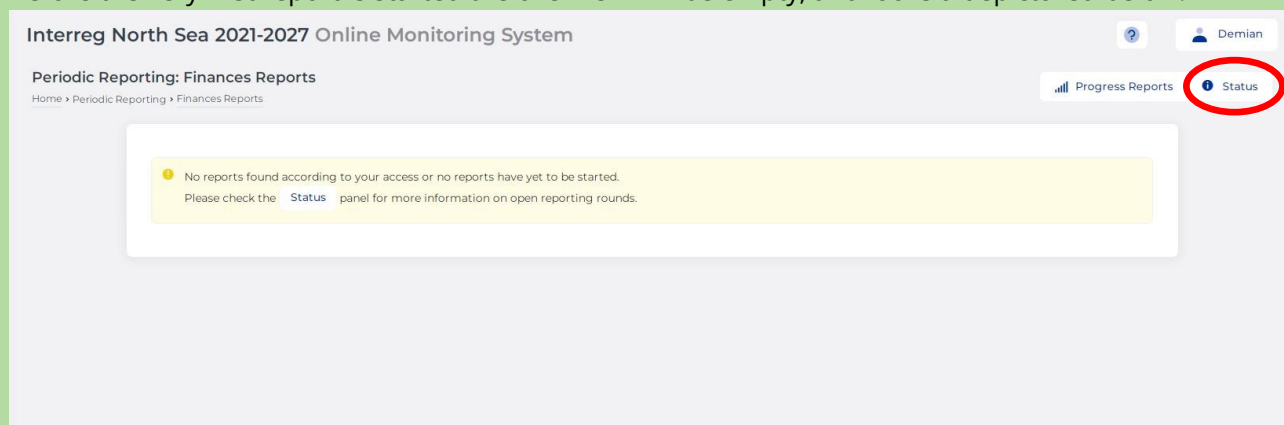 Interreg North Sea 2021-2027 Online Monitoring System
Demian
Periodic Reporting: Finances Reports
Home › Periodic Reporting › Finances Reports
Progress Reports
Status
No reports found according to your access or no reports have yet to be started.
Please check the Status panel for more information on open reporting rounds.